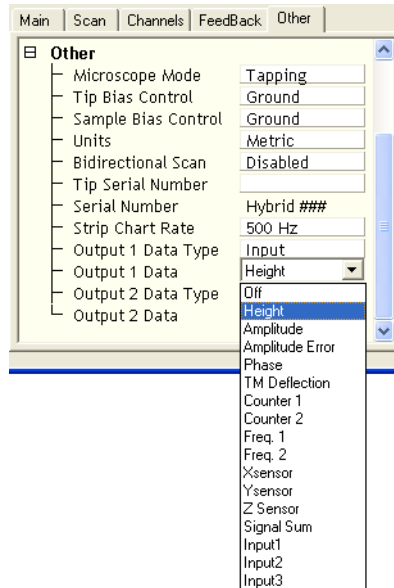 Main Scan Channels FeedBack Other
Other
Microscope Mode Tapping
Tip Bias Control Ground
Sample Bias Control Ground
Units Metric
Bidirectional Scan Disabled
Tip Serial Number
Serial Number Hybrid ###
Strip Chart Rate 500 Hz
Output 1 Data Type Input
Output 1 Data Height
Output 2 Data Type
Output 2 Data
Off
Height
Amplitude
Amplitude Error
Phase
TM Deflection
Counter 1
Counter 2
Freq. 1
Freq. 2
Xsensor
Ysensor
Z Sensor
Signal Sum
Input1
Input2
Input3